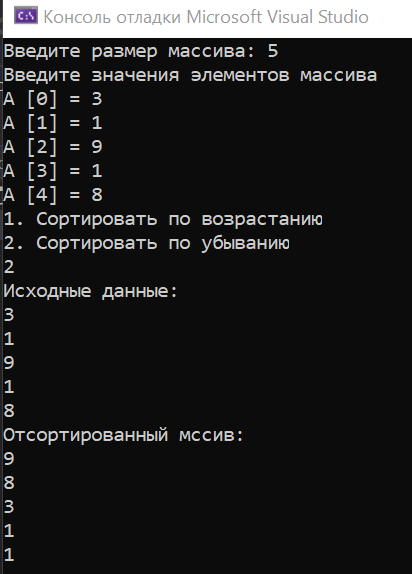 C:\ Консоль отладки Microsoft Visual Studio
Введите размер массива: 5
Введите значения элементов массива
A [0] = 3
A [1] = 1
A [2] = 9
A [3] = 1
A [4] = 8
1. Сортировать по возрастанию
2. Сортировать по убыванию
2
Исходные данные:
3
1
9
1
8
Отсортированный мссив:
9
8
3
1
1